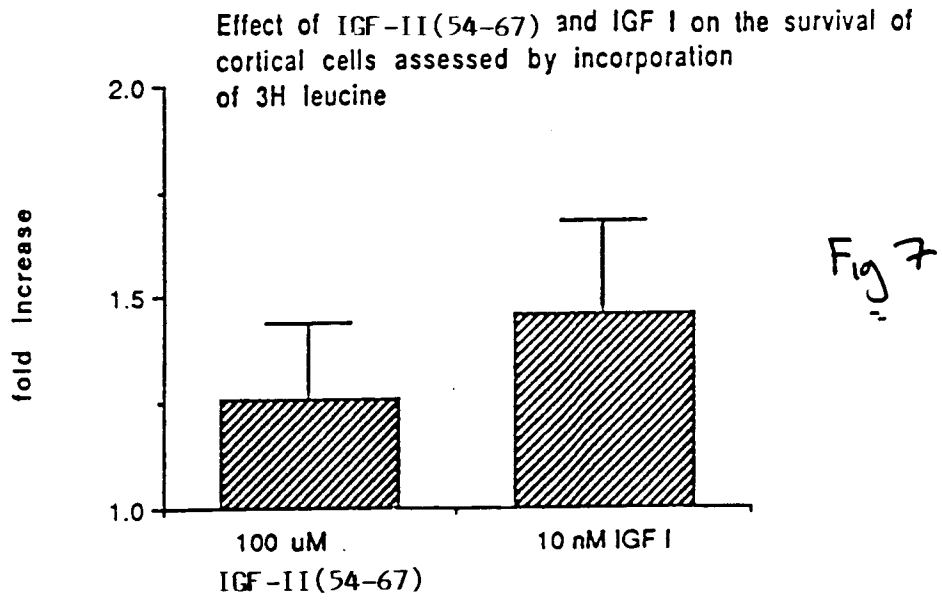 Effect of IGF-II(54-67) and IGF I on the survival of
cortical cells assessed by incorporation
of 3H leucine
2.0
1.5
1.0
fold Increase
100 uM
IGF-II(54-67)
10 nM IGF I
Fig 7